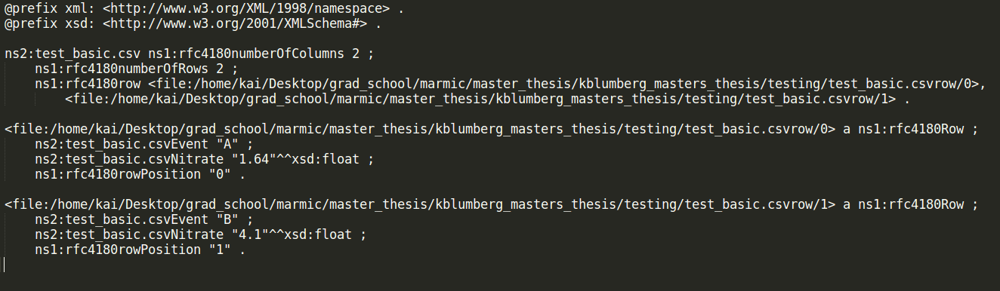 @prefix xml: <http://www.w3.org/XML/1998/namespace> .
@prefix xsd: <http://www.w3.org/2001/XMLSchema#> .
ns2:test_basic.csv ns1:rfc4180numberOfColumns 2 ;
ns1:rfc4180numberOfRows 2 ;
ns1:rfc4180row <file:/home/kai/Desktop/grad_school/marmic/master_thesis/kblumberg_masters_thesis/testing/test_basic.csvrow/0>,
<file:/home/kai/Desktop/grad_school/marmic/master_thesis/kblumberg_masters_thesis/testing/test_basic.csvrow/1> .
<file:/home/kai/Desktop/grad_school/marmic/master_thesis/kblumberg_masters_thesis/testing/test_basic.csvrow/0> a ns1:rfc4180Row ;
ns2:test_basic.csvEvent "A" ;
ns2:test_basic.csvNitrate "1.64"^^xsd:float ;
ns1:rfc4180rowPosition "0" .
<file:/home/kai/Desktop/grad_school/marmic/master_thesis/kblumberg_masters_thesis/testing/test_basic.csvrow/1> a ns1:rfc4180Row ;
ns2:test_basic.csvEvent "B" ;
ns2:test_basic.csvNitrate "4.1"^^xsd:float ;
ns1:rfc4180rowPosition "1" .